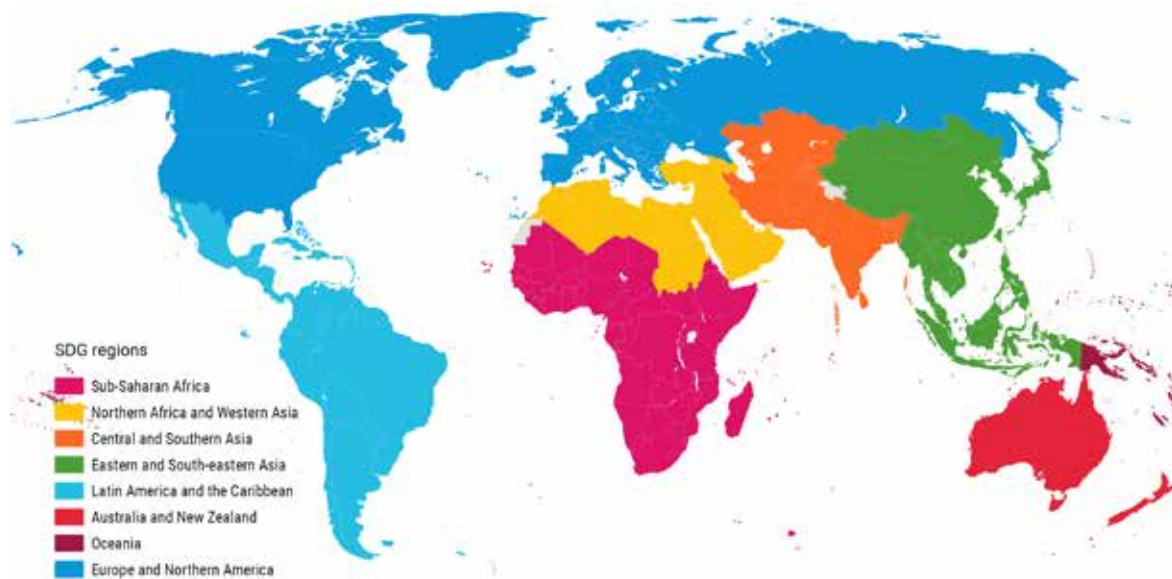 SDG regions
Sub-Saharan Africa
Northern Africa and Western Asia
Central and Southern Asia
Eastern and South-eastern Asia
Latin America and the Caribbean
Australia and New Zealand
Oceania
Europe and Northern America